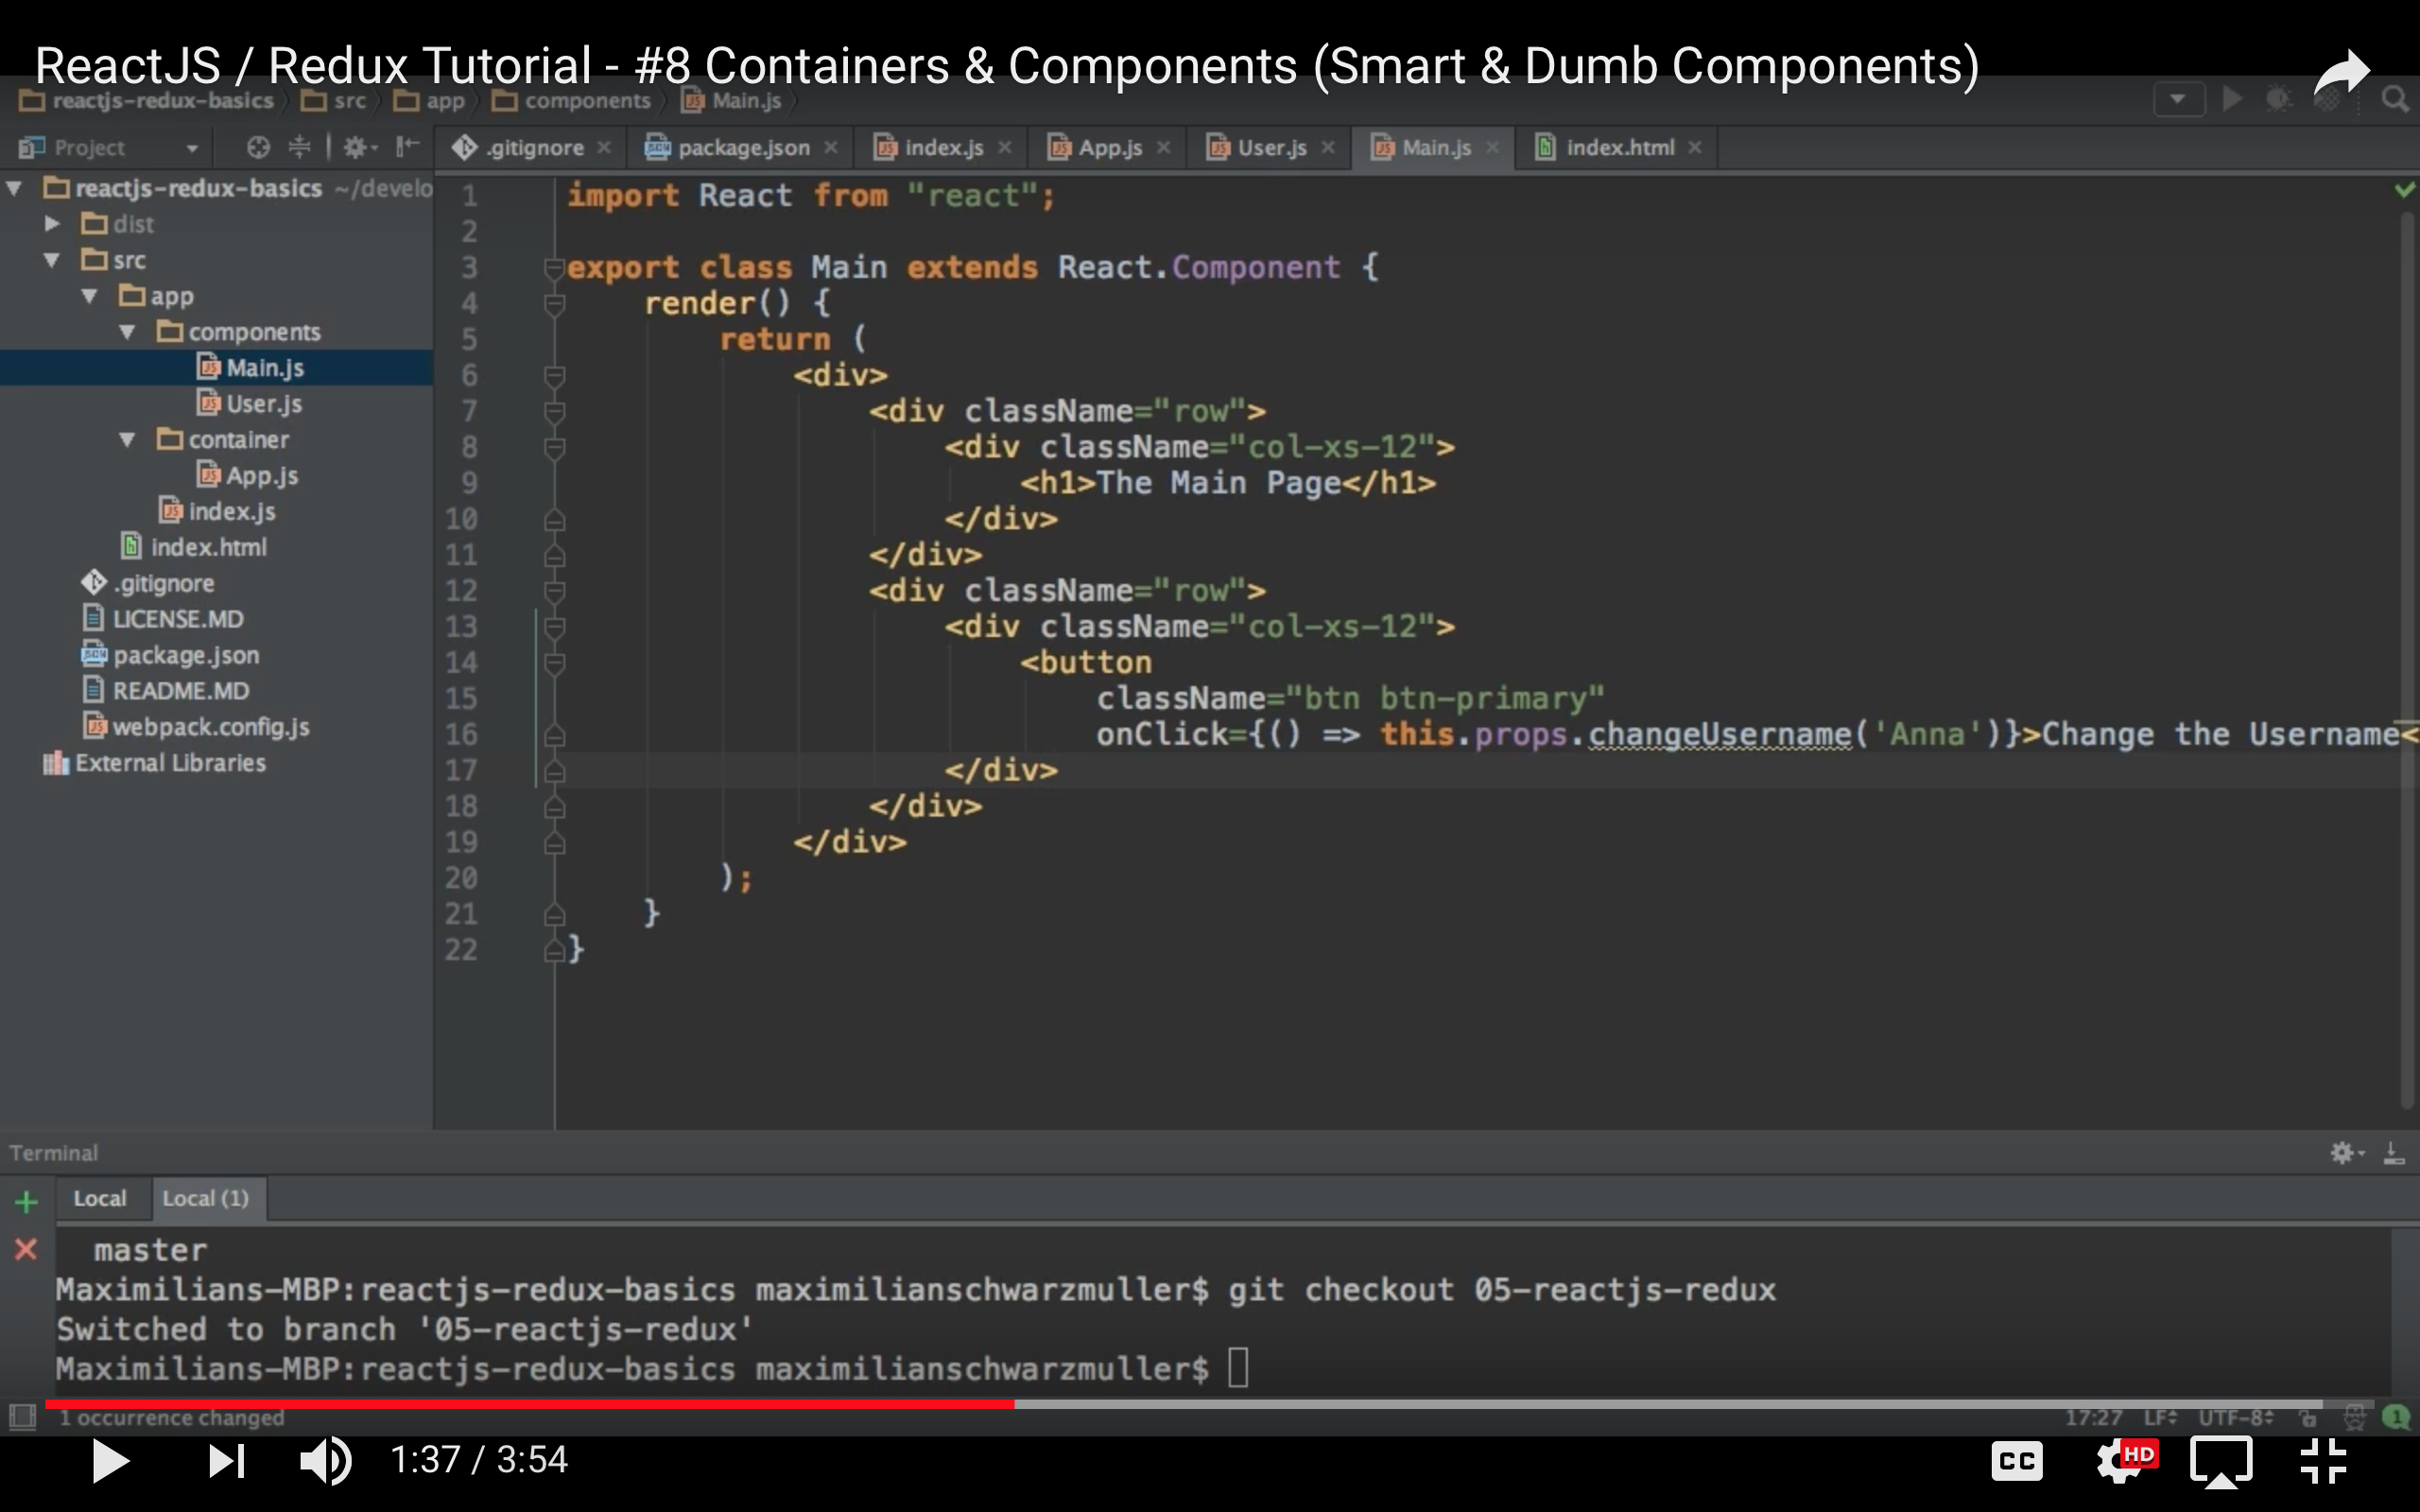 ReactJS / Redux Tutorial - #8 Containers & Components (Smart & Dumb Components)
reactjs-redux-basics src app components Main.js
Project
.gitignore package.json index.js App.js User.js Main.js index.html
reactjs-redux-basics ~/develo
dist
src
app
components
Main.js
User.js
container
App.js
index.js
index.html
.gitignore
LICENSE.MD
package.json
README.MD
webpack.config.js
External Libraries
1 import React from "react";
2
3 export class Main extends React.Component {
4 render() {
5 return (
6 <div>
7 <div className="row">
8 <div className="col-xs-12">
9 <h1>The Main Page</h1>
10 </div>
11 </div>
12 <div className="row">
13 <div className="col-xs-12">
14 <button
15 className="btn btn-primary"
16 onClick={() => this.props.changeUsername('Anna')}>Change the Username<
17 </div>
18 </div>
19 </div>
20 );
21 }
22 }
Terminal
Local Local (1)
master
Maximilians-MBP:reactjs-redux-basics maximilianschwarzmuller$ git checkout 05-reactjs-redux
Switched to branch '05-reactjs-redux'
Maximilians-MBP:reactjs-redux-basics maximilianschwarzmuller$
1 occurrence changed 17:27 LF UTF-8 1
1:37 / 3:54 CC HD